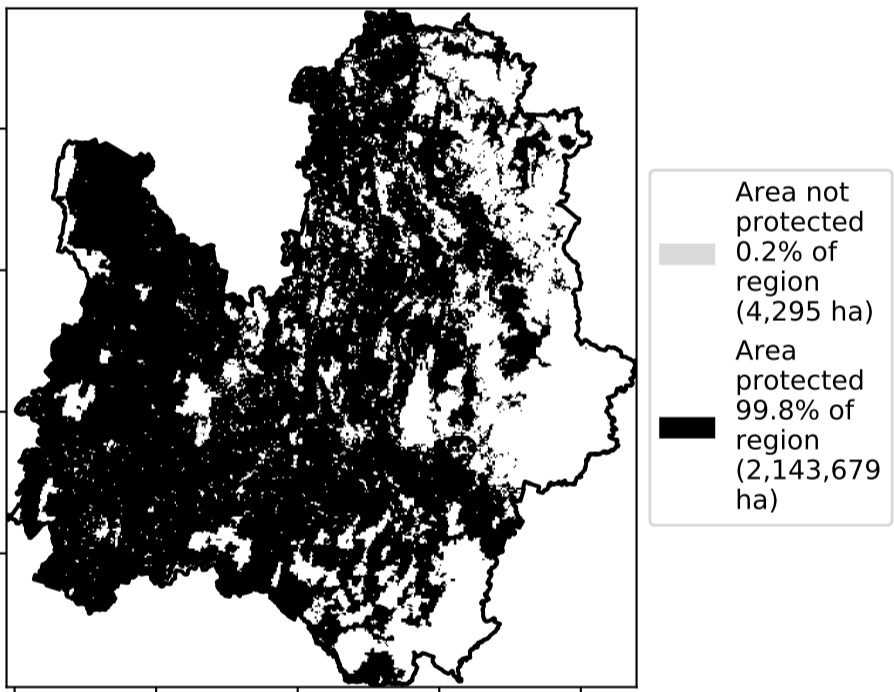 Area not
protected
0.2% of
region
(4,295 ha)
Area
protected
99.8% of
region
(2,143,679
ha)